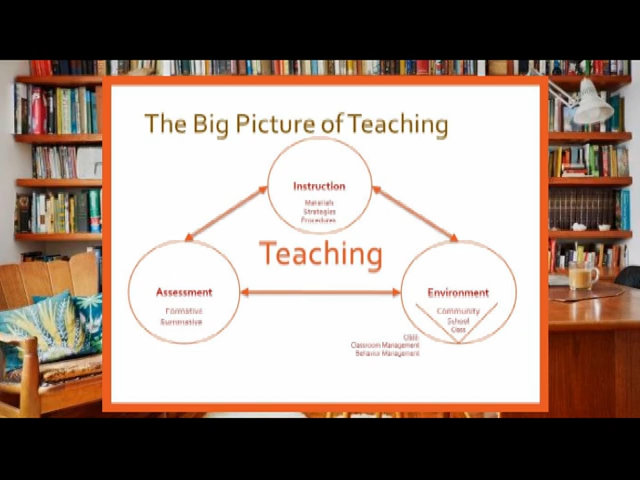 The Big Picture of Teaching
Instruction
Materials
Strategies
Procedures
Teaching
Assessment
Formative
Summative
Environment
Community
School
Class
Class
Classroom Management
Behavior Management